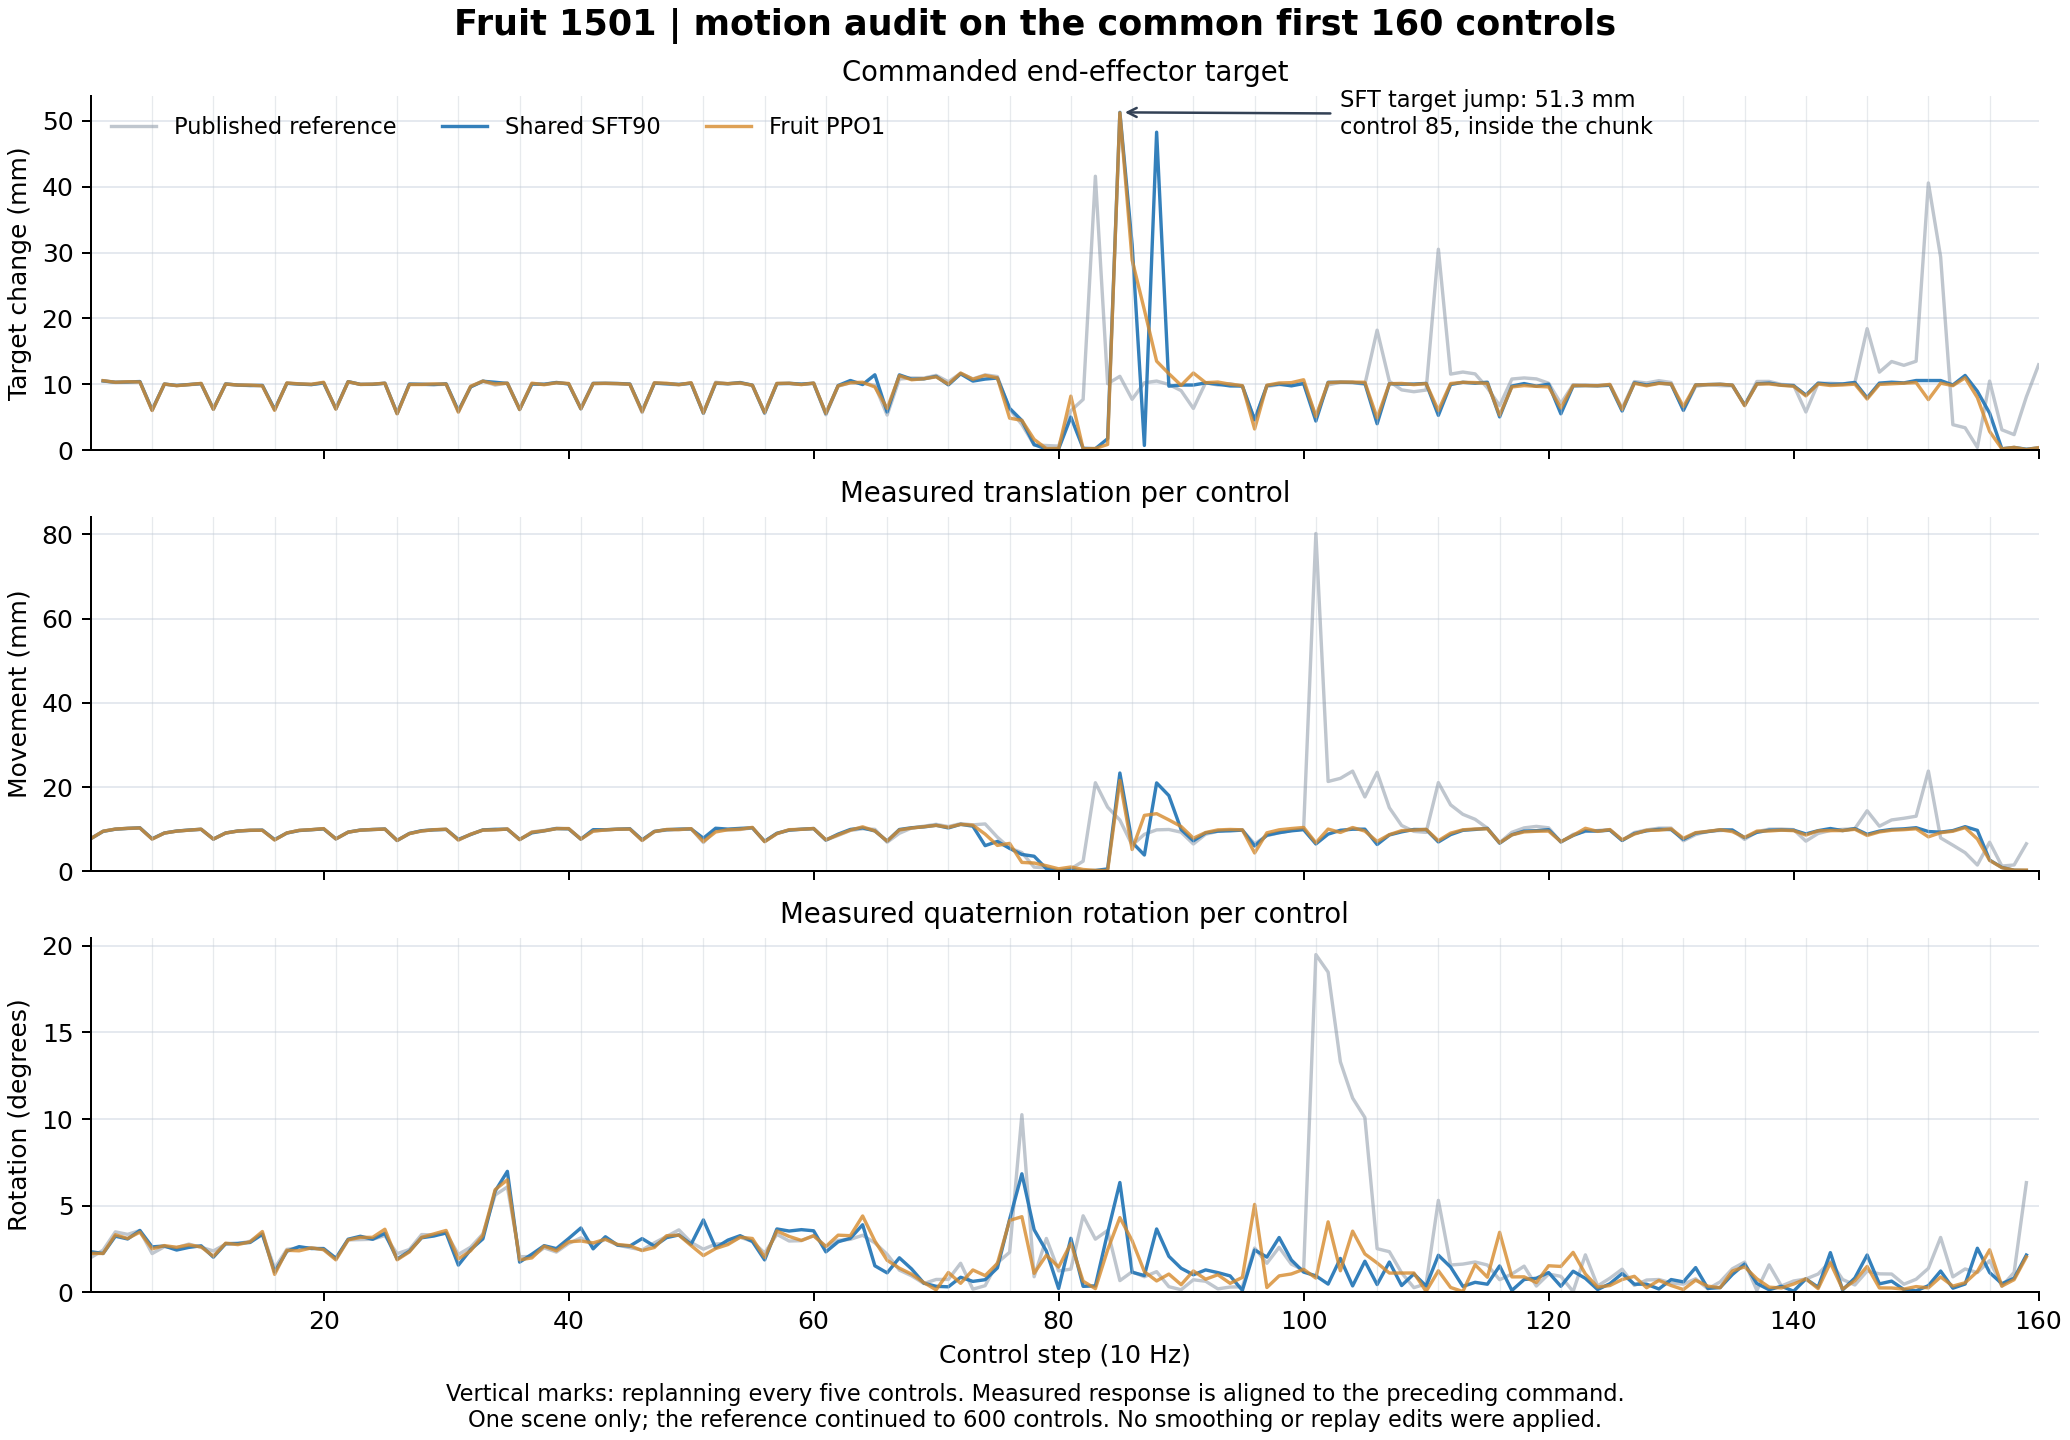 Fruit 1501 | motion audit on the common first 160 controls
Commanded end-effector target
SFT target jump: 51.3 mm
control 85, inside the chunk
Published reference
Shared SFT90
Fruit PPO1
Target change (mm)
50
40
30
20
10
0
Measured translation per control
Movement (mm)
80
60
40
20
0
Measured quaternion rotation per control
Rotation (degrees)
20
15
10
5
0
20
40
60
80
100
120
140
160
Control step (10 Hz)
Vertical marks: replanning every five controls. Measured response is aligned to the preceding command.
One scene only; the reference continued to 600 controls. No smoothing or replay edits were applied.